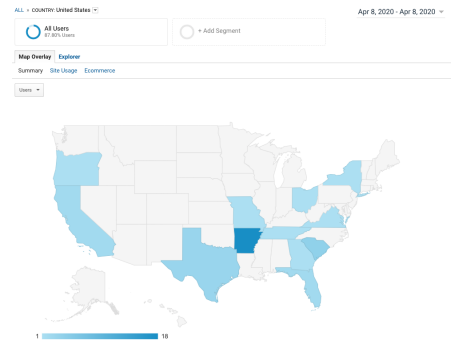 ALL » COUNTRY: United States
Apr 8, 2020 - Apr 8, 2020
All Users
87.80% Users
+ Add Segment
Map Overlay Explorer
Summary Site Usage Ecommerce
Users
1 18